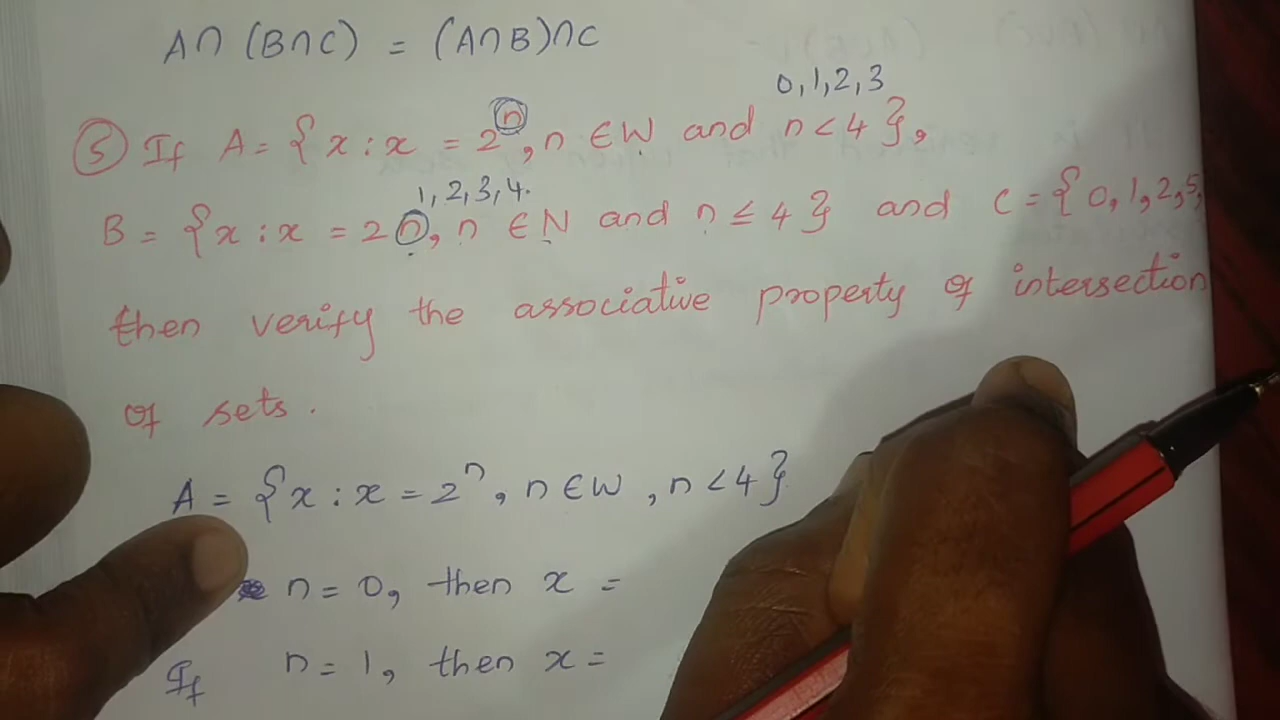 A∩ (B∩C) = (A∩B)∩C
0, 1, 2, 3
5 If A = { x : x = 2ⁿ, n ∈ W and n < 4 },
1, 2, 3, 4.
B = { x : x = 2n, n ∈ N and n ≤ 4 } and C = { 0, 1, 2, 5,
then verify the associative property of intersection
of sets.
A = { x : x = 2ⁿ, n ∈ W , n < 4 }
n = 0, then x =
If n = 1, then x =